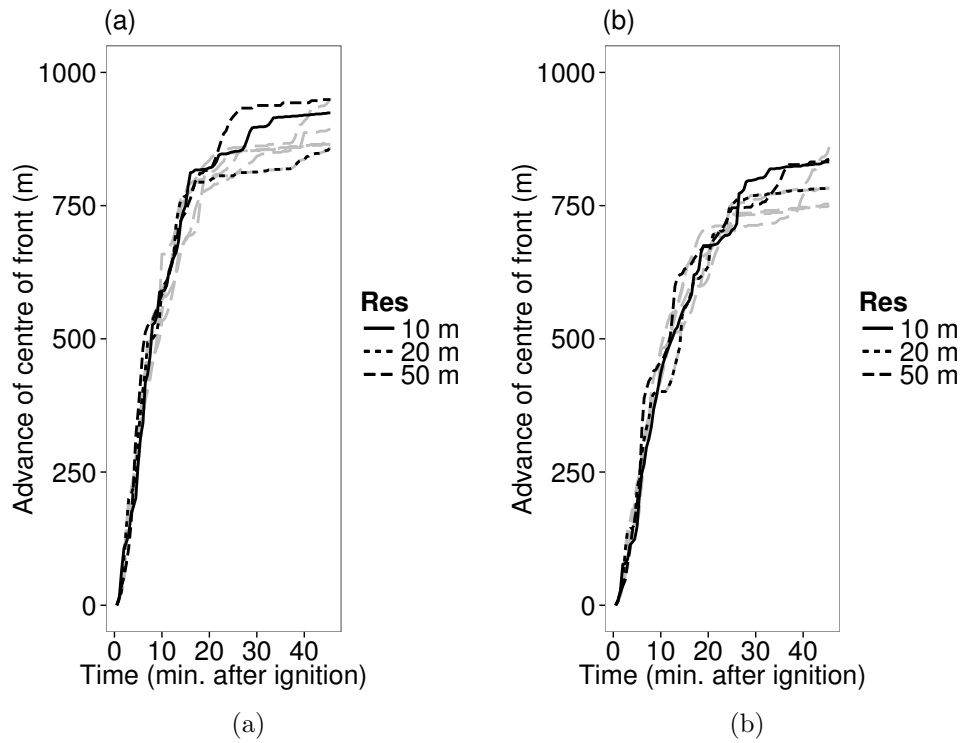 (a)
1000
750
500
250
0
Advance of centre of front (m)
0 10 20 30 40
Time (min. after ignition)
Res
10 m
20 m
50 m
(a)
(b)
1000
750
500
250
0
Advance of centre of front (m)
0 10 20 30 40
Time (min. after ignition)
Res
10 m
20 m
50 m
(b)